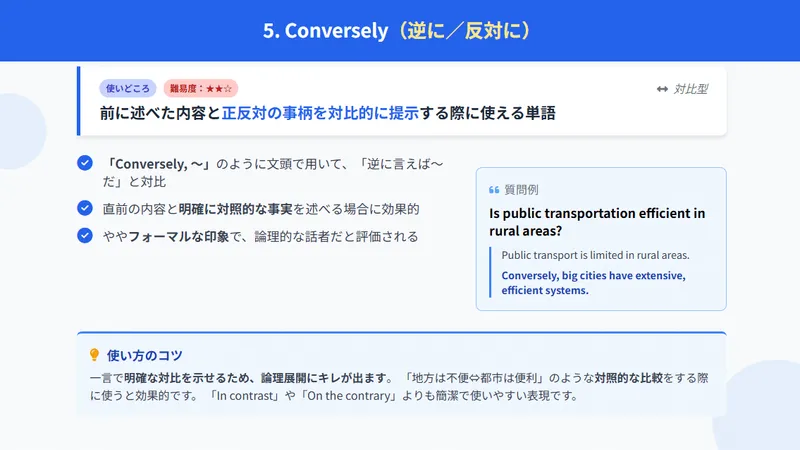 5. Conversely（逆に／反対に）
使いどころ 難易度：★★☆
対比型
前に述べた内容と正反対の事柄を対比的に提示する際に使える単語
「Conversely, 〜」のように文頭で用いて、「逆に言えば〜
だ」と対比
直前の内容と明確に対照的な事実を述べる場合に効果的
ややフォーマルな印象で、論理的な話者だと評価される
質問例
Is public transportation efficient in
rural areas?
Public transport is limited in rural areas.
Conversely, big cities have extensive,
efficient systems.
使い方のコツ
一言で明確な対比を示せるため、論理展開にキレが出ます。「地方は不便⇔都市は便利」のような対照的な比較をする際
に使うと効果的です。「In contrast」や「On the contrary」よりも簡潔で使いやすい表現です。